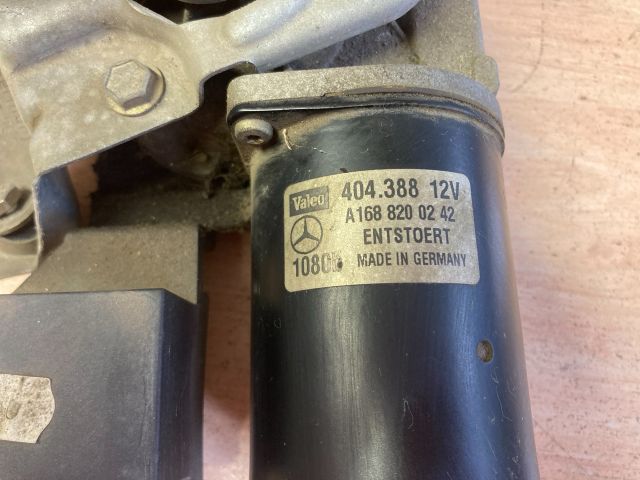 Valeo 404.388 12V
A168 820 02 42
ENTSTOERT
MADE IN GERMANY